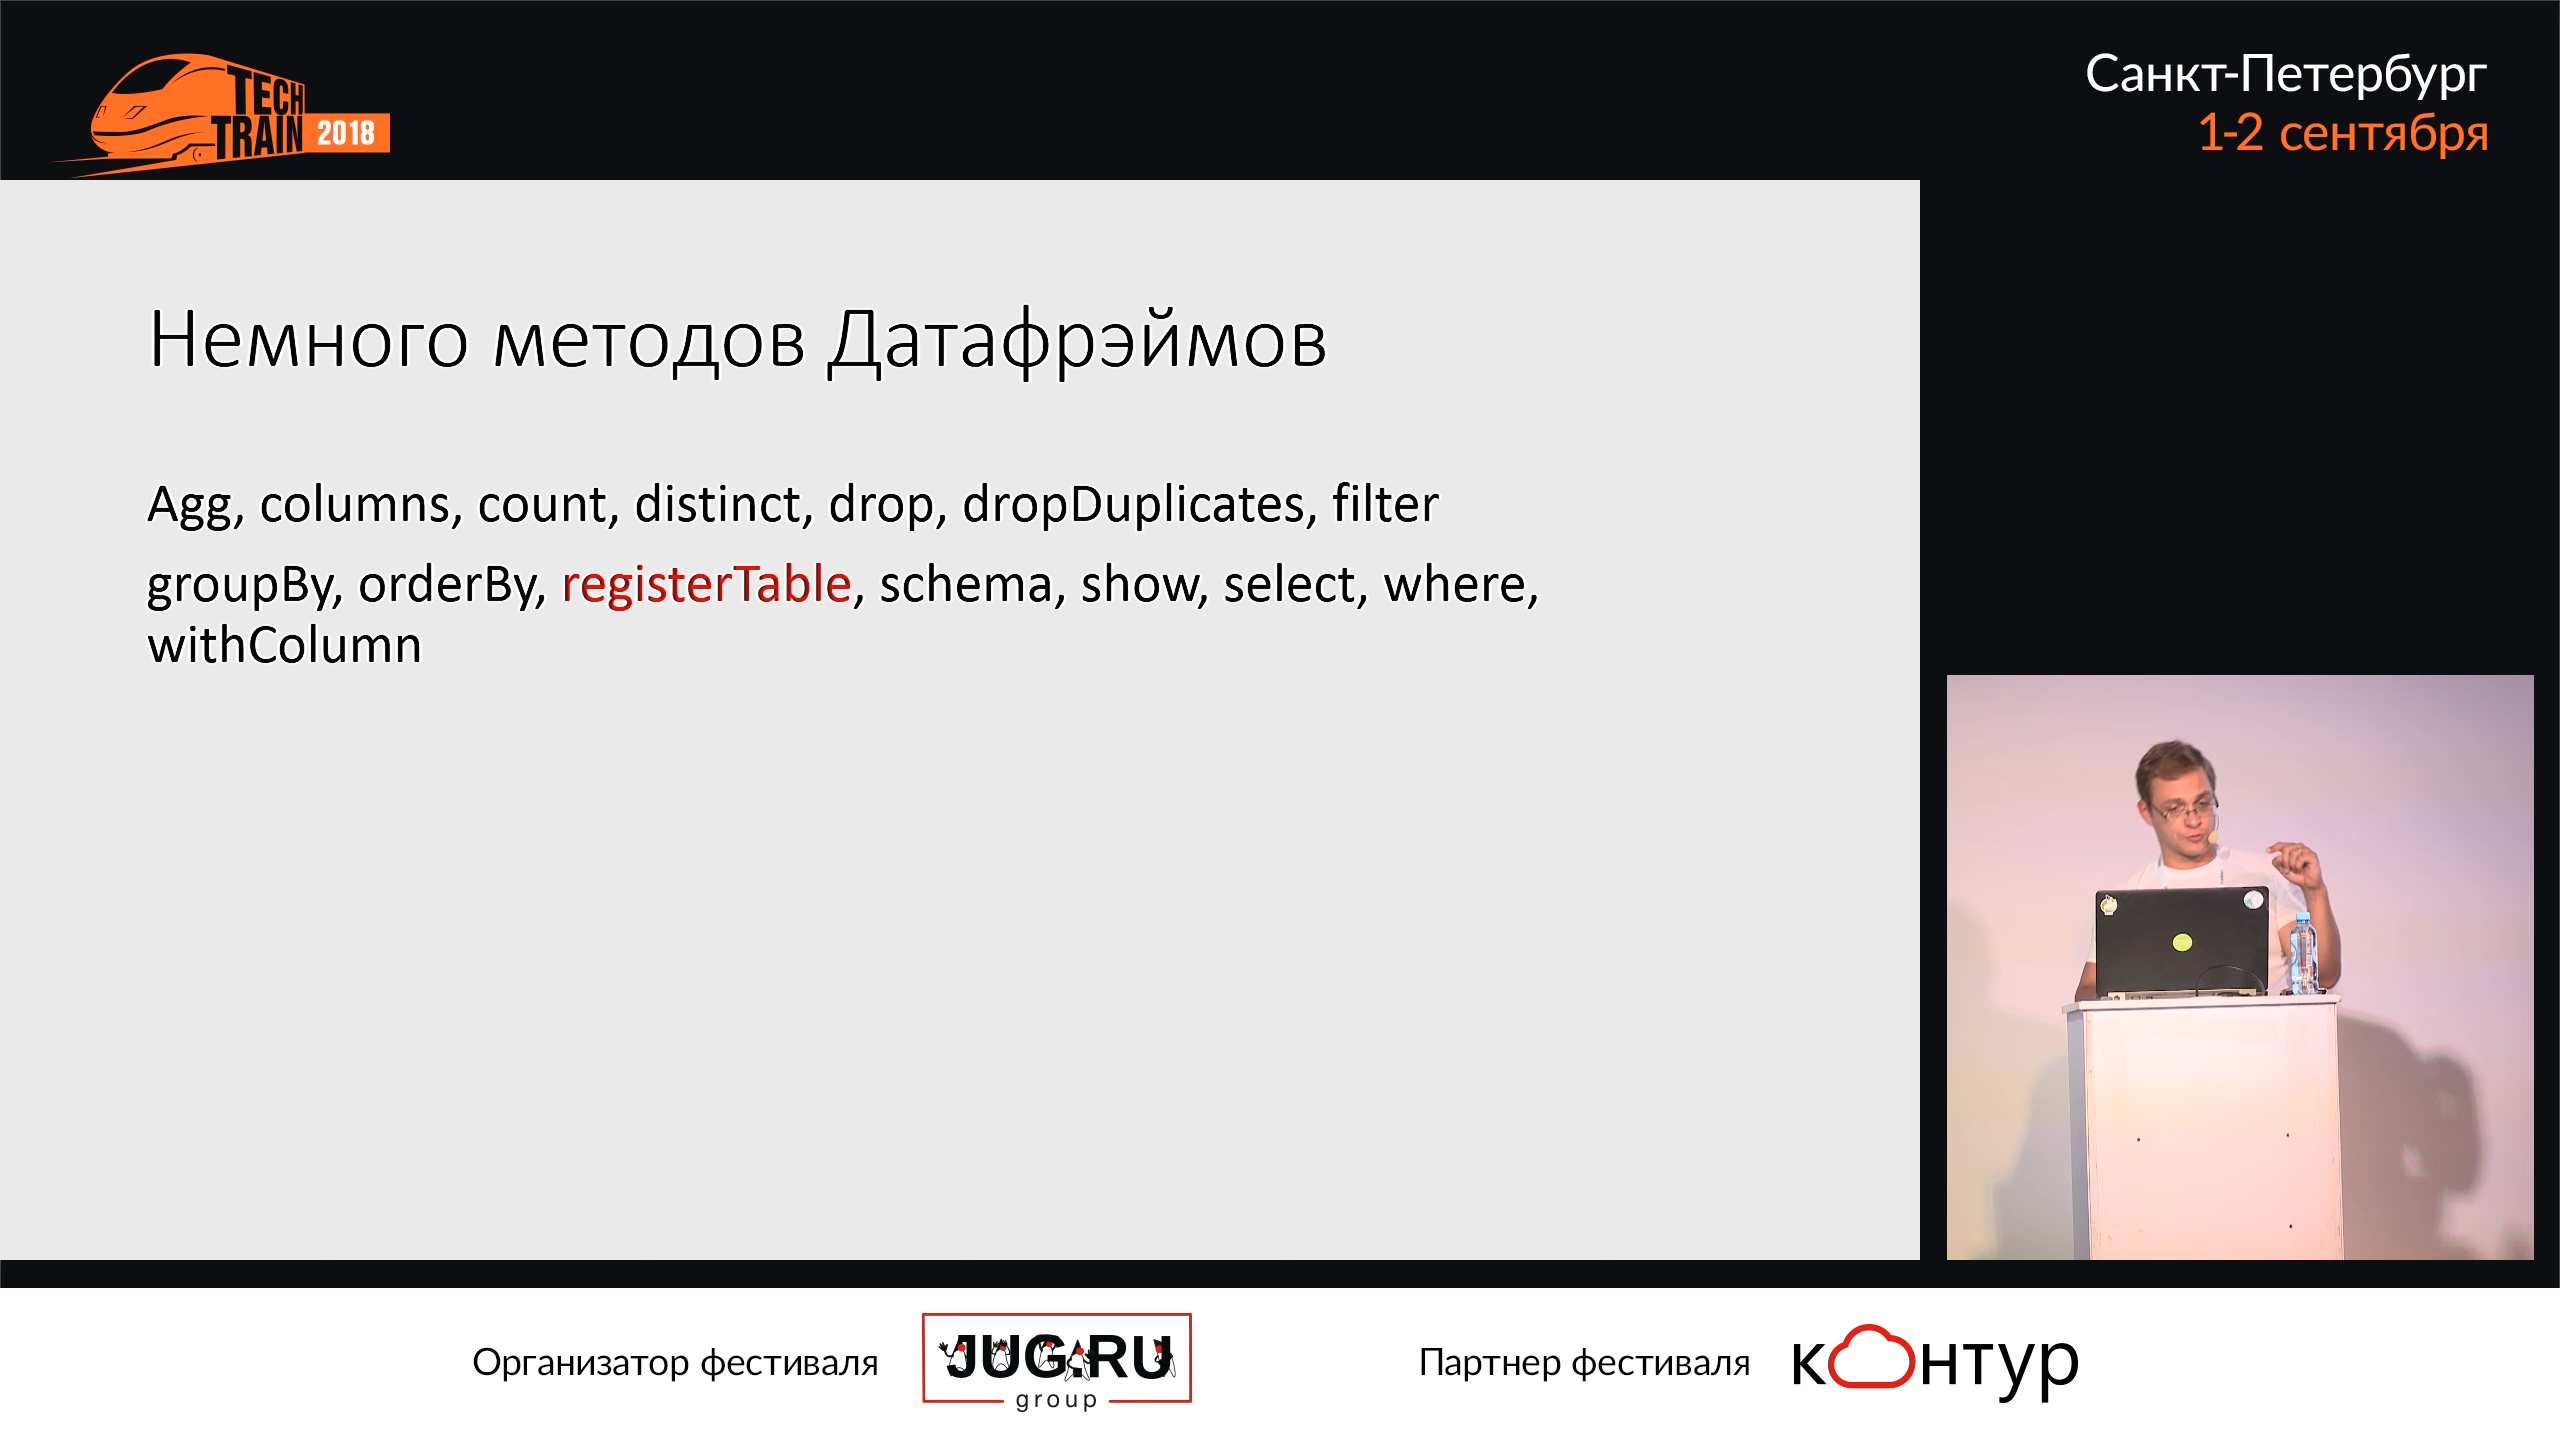 TECH
TRAIN 2018
Санкт-Петербург
1-2 сентября
Немного методов Датафрэймов
Agg, columns, count, distinct, drop, dropDuplicates, filter
groupBy, orderBy, registerTable, schema, show, select, where,
withColumn
Организатор фестиваля
JUG.RU
group
Партнер фестиваля
контур